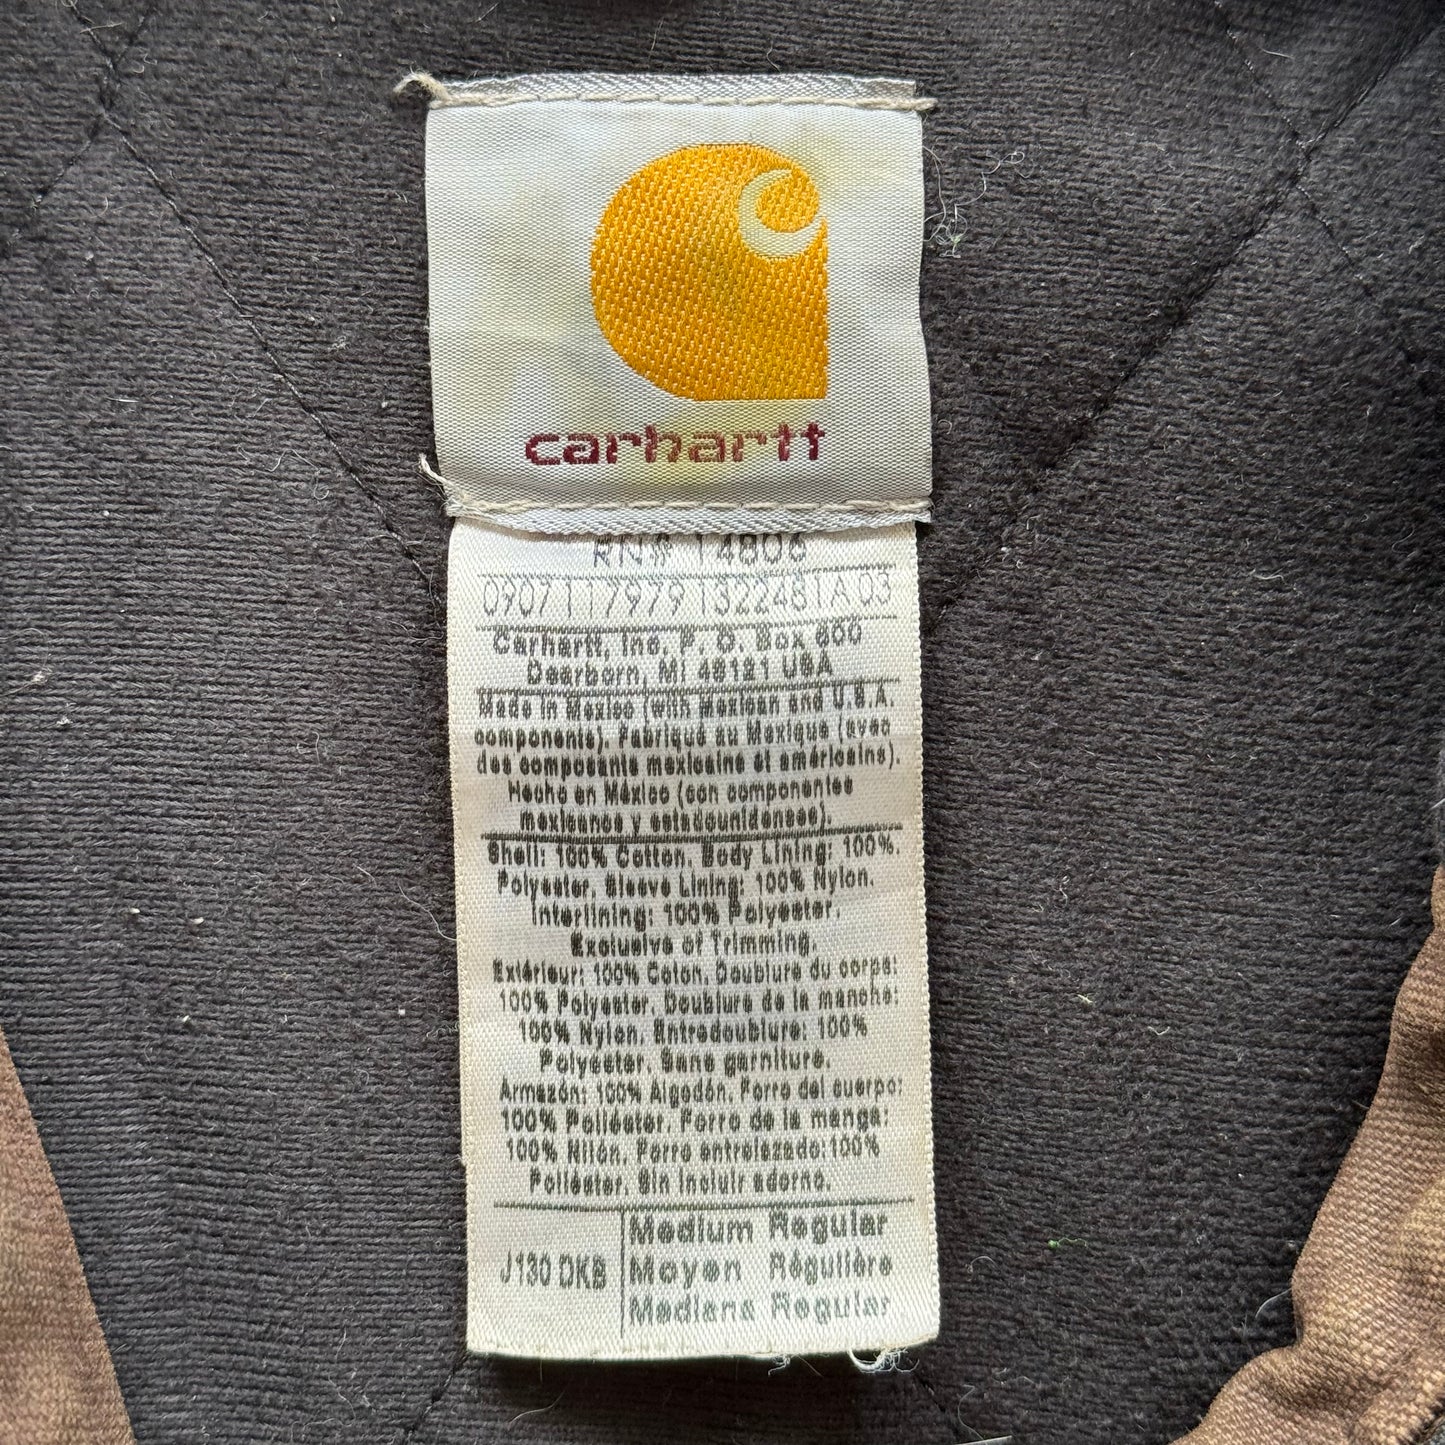 carhartt
RN# 14806
0907 117979 1322481A 03
Carhartt, Inc. P. O. Box 600
Dearborn, MI 48121 USA
Made in Mexico (with Mexican and U.S.A.
components). Fabriqué au Mexique (avec
des composants mexicains et américains).
Hecho en México (con componentes
mexicanos y estadounidenses).
Shell: 100% Cotton. Body Lining: 100%.
Polyester. Sleeve Lining: 100% Nylon.
Interlining: 100% Polyester.
Exclusive of Trimming.
Extérieur: 100% Coton. Doublure du corps:
100% Polyester. Doublure de la manche:
100% Nylon. Entredoublure: 100%
Polyester. Sans garniture.
Armazón: 100% Algodón. Forro del cuerpo:
100% Poliéster. Forro de la manga:
100% Nilón. Forro entrelazado:100%
Poliéster. Sin incluir adorno.
J130 DKB
Medium Regular
Moyen Régulière
Mediana Regular